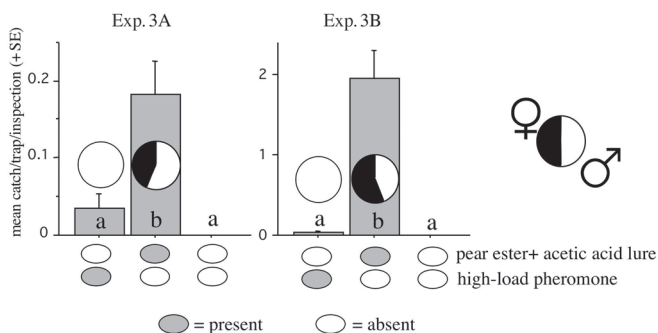 Exp. 3A
Exp. 3B
mean catch/trap/inspection (+SE)
0.2
0.1
0
a
b
a
2
1
0
a
b
a
pear ester+ acetic acid lure
high-load pheromone
= present
= absent
♀
♂